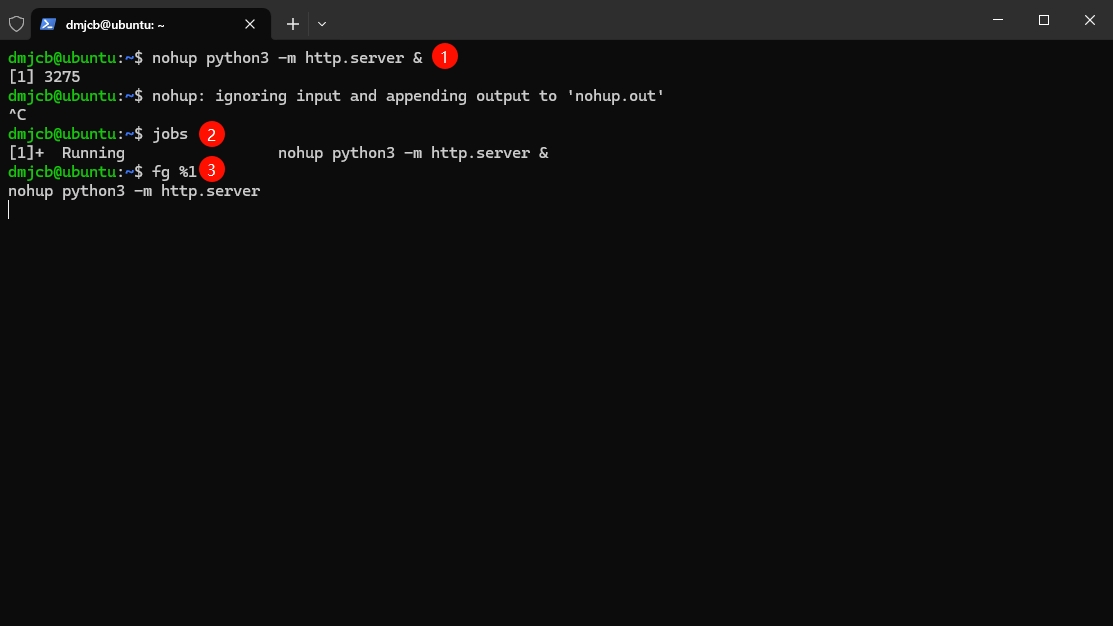 dmjcb@ubuntu: ~
dmjcb@ubuntu:~$ nohup python3 -m http.server & 1
[1] 3275
dmjcb@ubuntu:~$ nohup: ignoring input and appending output to 'nohup.out'
^C
dmjcb@ubuntu:~$ jobs 2
[1]+  Running                 nohup python3 -m http.server &
dmjcb@ubuntu:~$ fg %1 3
nohup python3 -m http.server